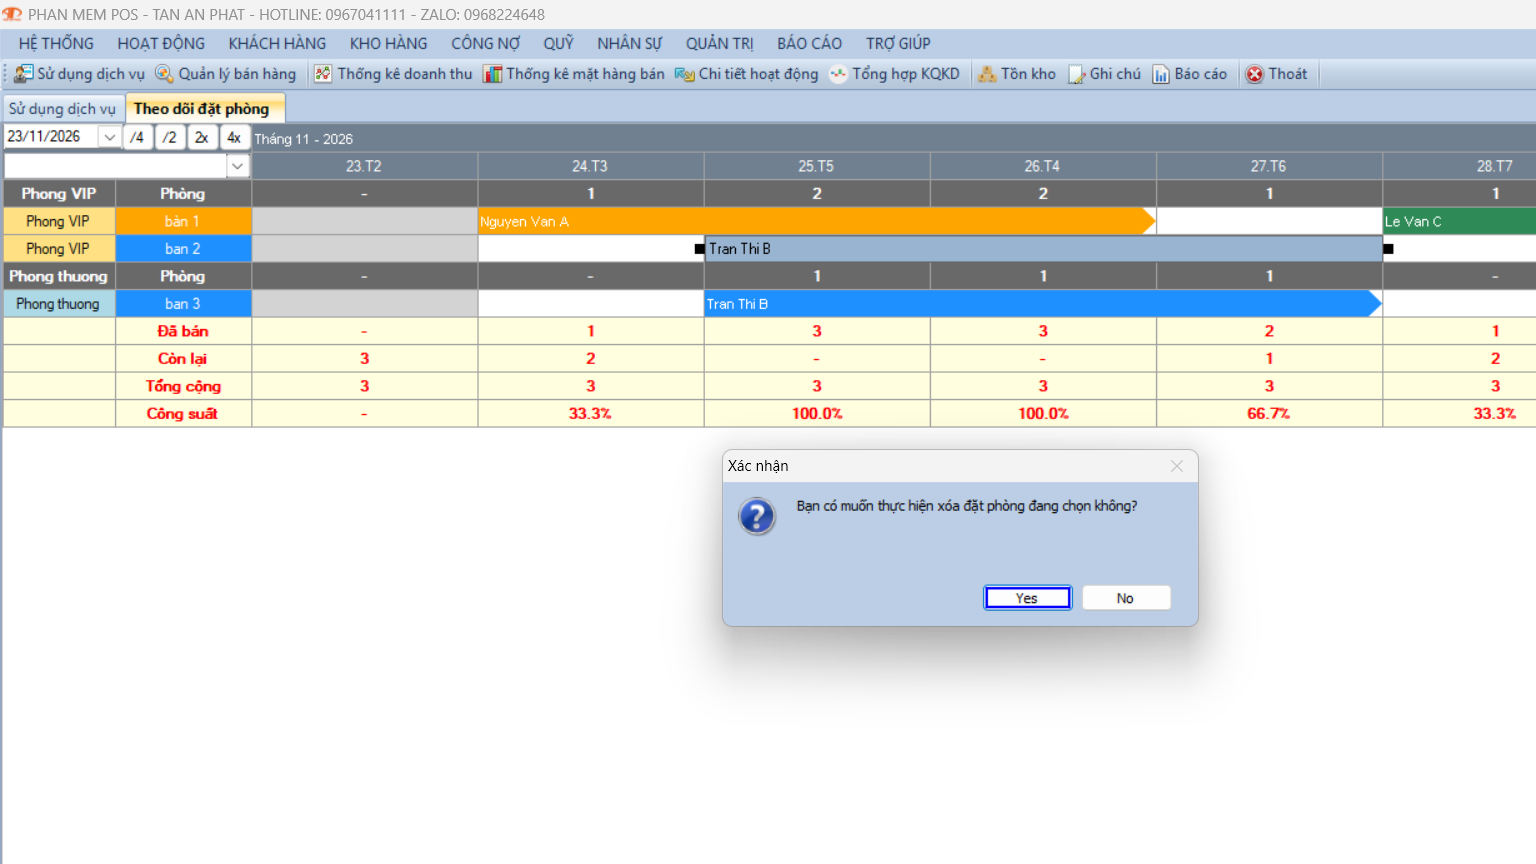 PHAN MEM POS - TAN AN PHAT - HOTLINE: 0967041111 - ZALO: 0968224648
HỆ THỐNG HOẠT ĐỘNG KHÁCH HÀNG KHO HÀNG CÔNG NỢ QUỸ NHÂN SỰ QUẢN TRỊ BÁO CÁO TRỢ GIÚP
Sử dụng dịch vụ Quản lý bán hàng Thống kê doanh thu Thống kê mặt hàng bán Chi tiết hoạt động Tổng hợp KQKD Tồn kho Ghi chú Báo cáo Thoát
Sử dụng dịch vụ Theo dõi đặt phòng
23/11/2026 /4 /2 2x 4x Tháng 11 - 2026
23.T2 24.T3 25.T5 26.T4 27.T6 28.T7
Phong VIP Phòng - 1 2 2 1 1
Phong VIP bàn 1 Nguyen Van A Le Van C
Phong VIP ban 2 Tran Thi B
Phong thuong Phòng - - 1 1 1 -
Phong thuong ban 3 Tran Thi B
Đã bán - 1 3 3 2 1
Còn lại 3 2 - - 1 2
Tổng cộng 3 3 3 3 3 3
Công suất - 33.3% 100.0% 100.0% 66.7% 33.3%
Xác nhận
Bạn có muốn thực hiện xóa đặt phòng đang chọn không?
Yes No